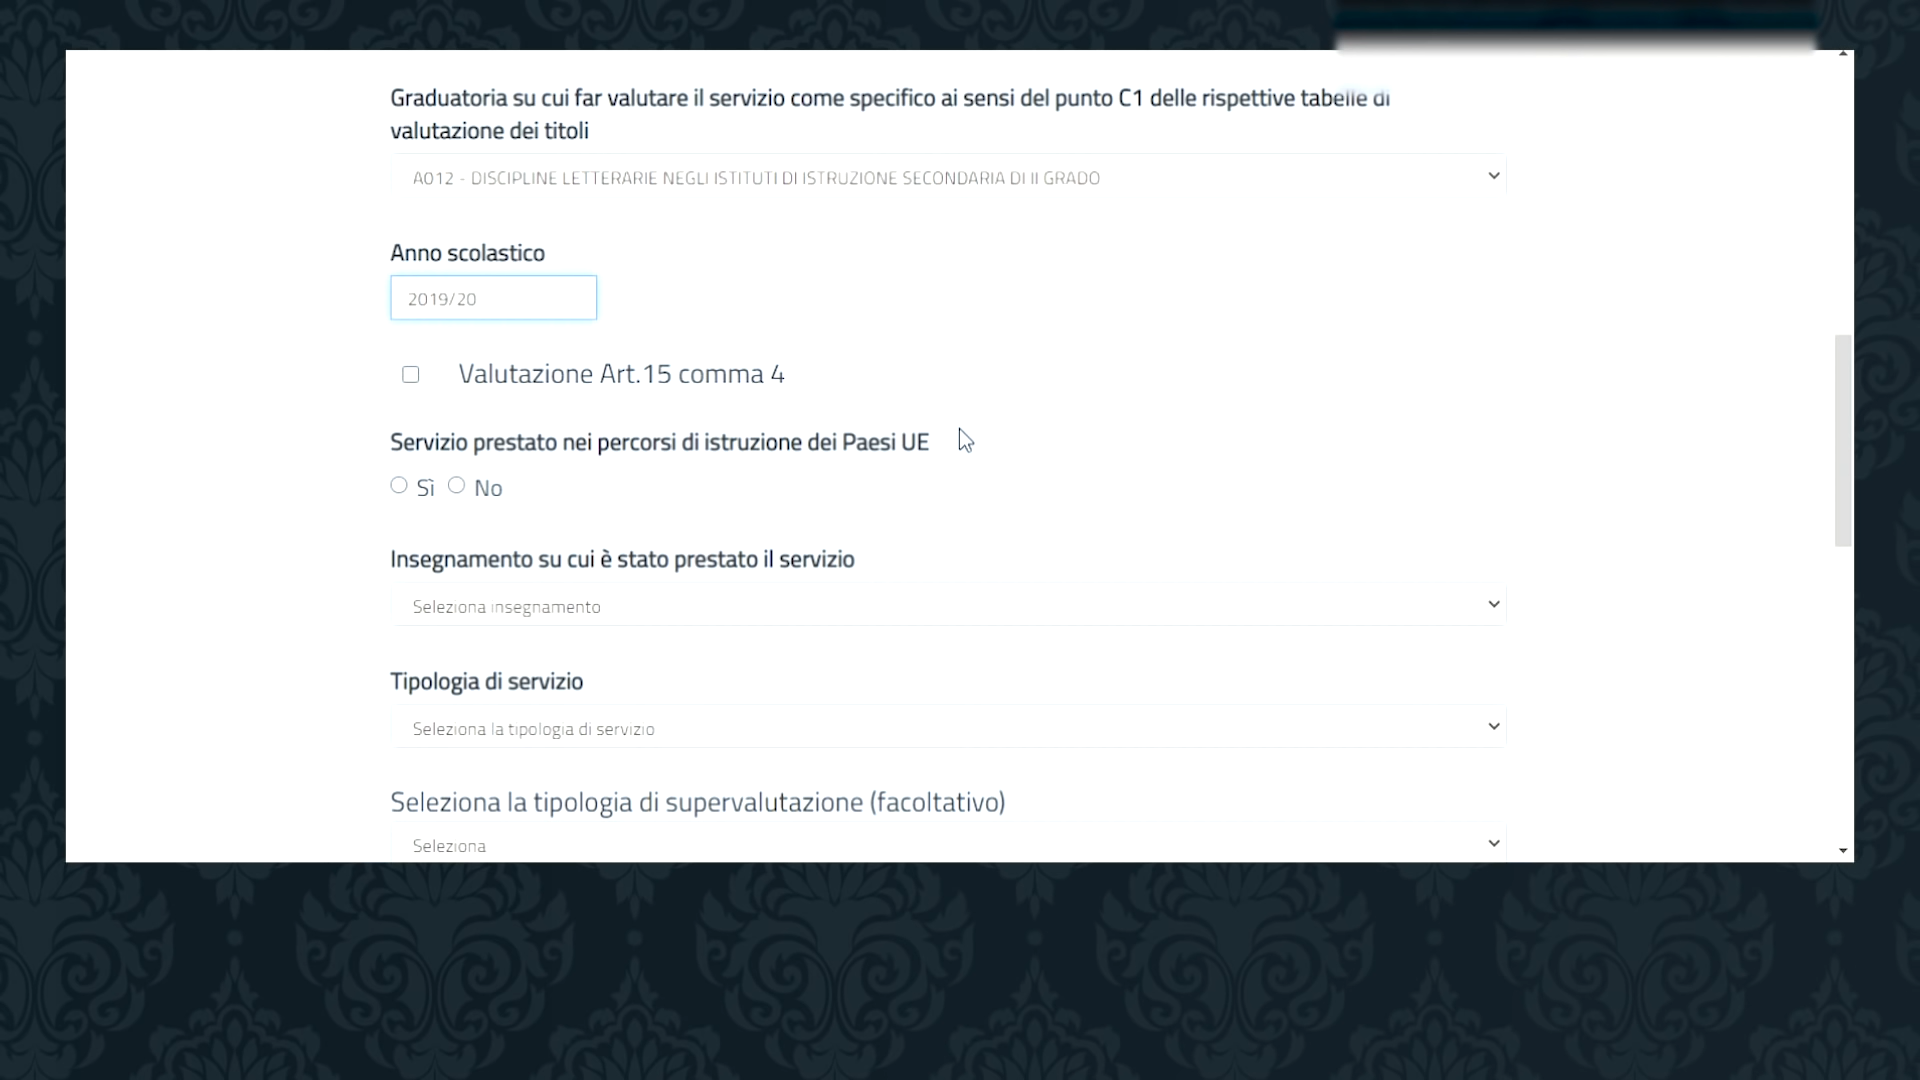 Graduatoria su cui far valutare il servizio come specifico ai sensi del punto C1 delle rispettive tabelle di
valutazione dei titoli
A012 - DISCIPLINE LETTERARIE NEGLI ISTITUTI DI ISTRUZIONE SECONDARIA DI II GRADO
Anno scolastico
2019/20
Valutazione Art.15 comma 4
Servizio prestato nei percorsi di istruzione dei Paesi UE
Sì No
Insegnamento su cui è stato prestato il servizio
Seleziona insegnamento
Tipologia di servizio
Seleziona la tipologia di servizio
Seleziona la tipologia di supervalutazione (facoltativo)
Seleziona